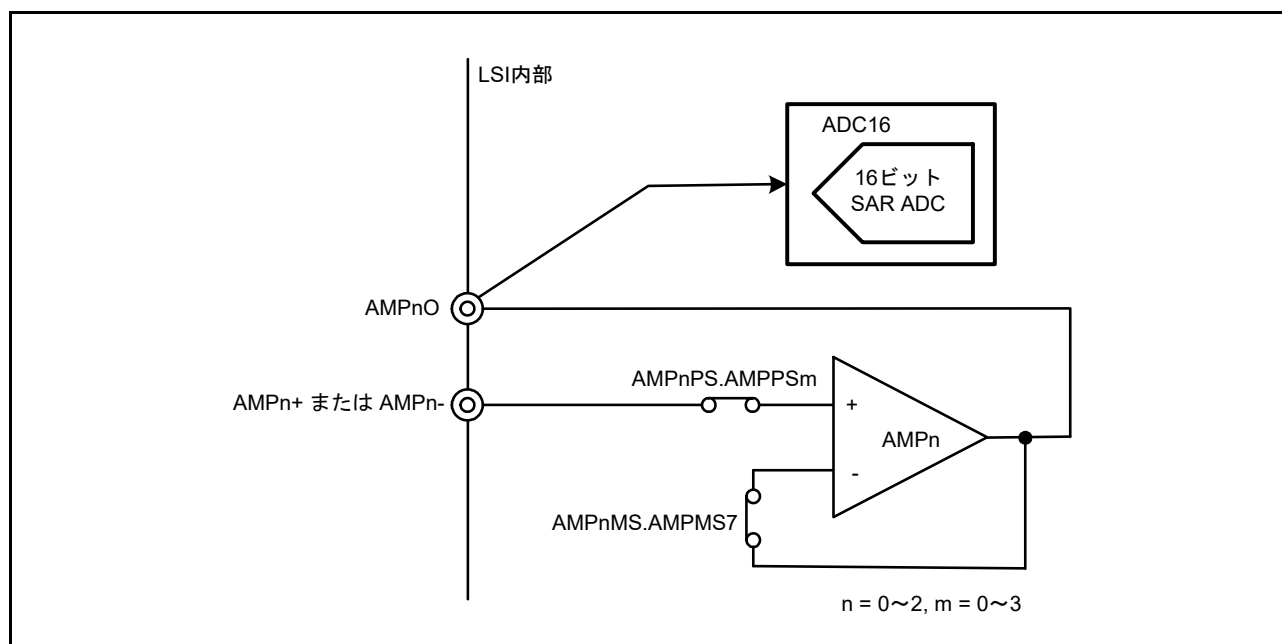 LSI内部
ADC16
16ビット
SAR ADC
AMPnO
AMPnPS.AMPPSm
AMPn+ または AMPn-
+
AMPn
-
AMPnMS.AMPMS7
n = 0～2, m = 0～3